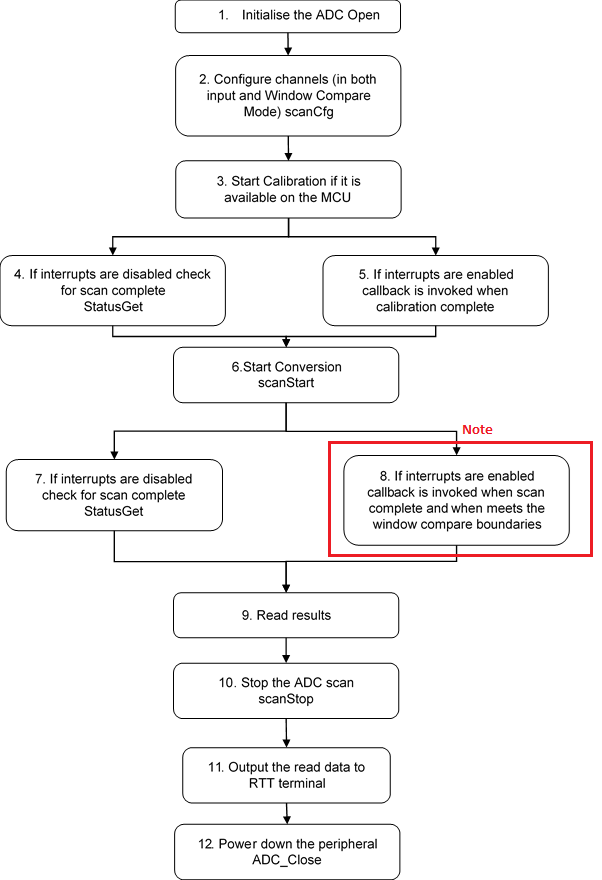 1. Initialise the ADC Open
2. Configure channels (in both
input and Window Compare
Mode) scanCfg
3. Start Calibration if it is
available on the MCU
4. If interrupts are disabled check
for scan complete
StatusGet
5. If interrupts are enabled
callback is invoked when
calibration complete
6.Start Conversion
scanStart
Note
7. If interrupts are disabled
check for scan complete
StatusGet
8. If interrupts are enabled
callback is invoked when scan
complete and when meets the
window compare boundaries
9. Read results
10. Stop the ADC scan
scanStop
11. Output the read data to
RTT terminal
12. Power down the peripheral
ADC_Close